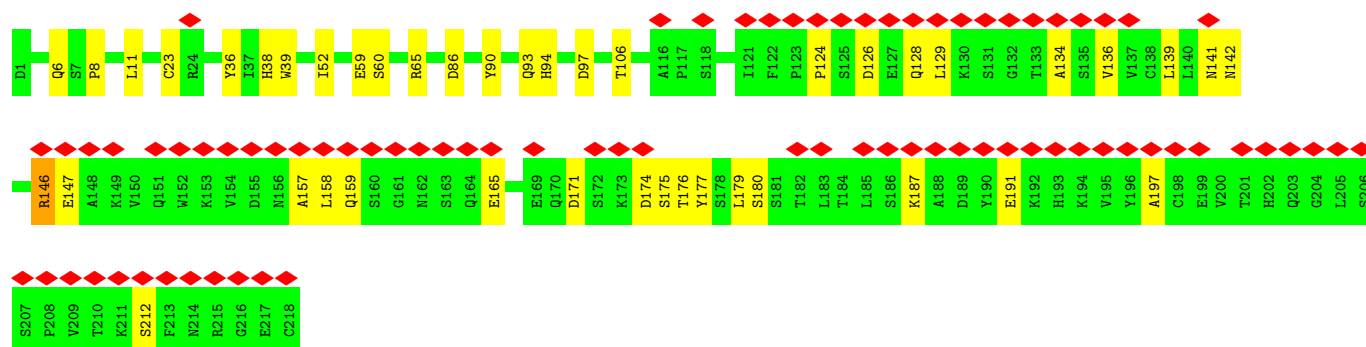 D1 Q6 S7 P8 L11 C23 R24 Y36 I37 H38 W39 I52 E59 S60 R65 D86 Y90 Q93 H94 D97 T106 A116 P117 S118 I121 F122 P123 P124 S125 D126 E127 Q128 L129 K130 S131 G132 T133 A134 S135 V136 V137 C138 L139 L140 N141 N142
R146 E147 A148 K149 V150 Q151 W152 K153 V154 D155 N156 A157 L158 Q159 S160 G161 N162 S163 Q164 E165 E169 Q170 D171 S172 K173 D174 S175 T176 Y177 S178 L179 S180 S181 T182 L183 T184 L185 S186 K187 A188 D189 Y190 E191 K192 H193 K194 V195 Y196 A197 C198 E199 V200 T201 H202 Q203 G204 L205
S207 P208 V209 T210 K211 S212 F213 N214 R215 G216 E217 C218